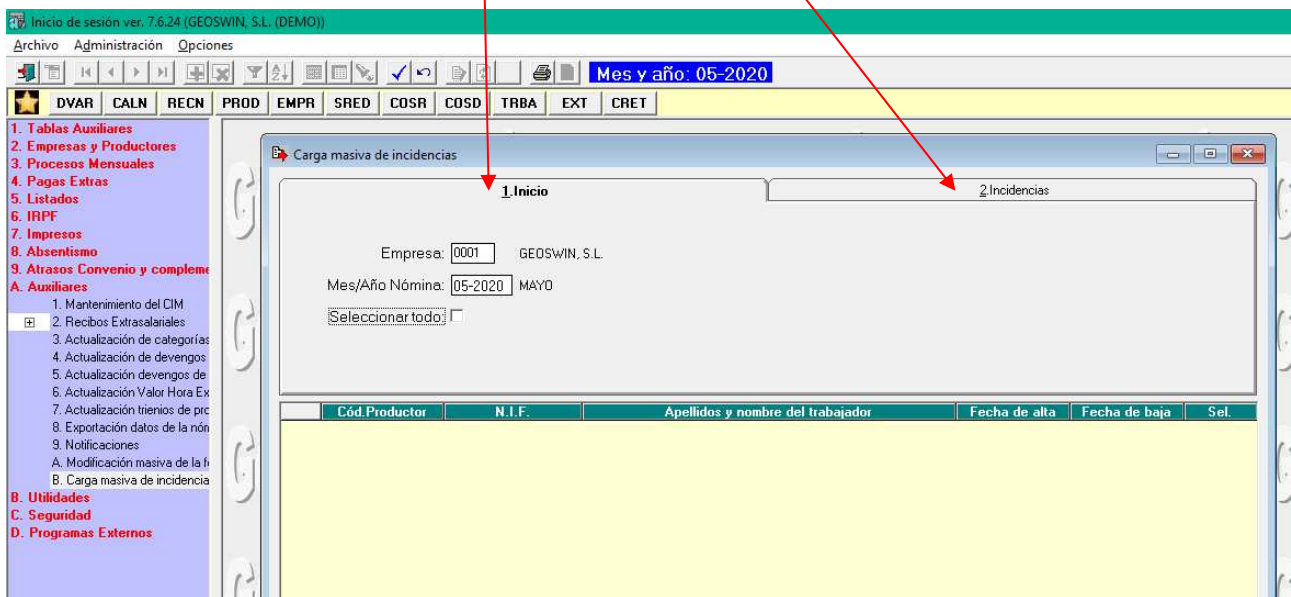 Inicio de sesión ver. 7.6.24 (GEOSWIN, S.L. (DEMO))
Archivo Administración Opciones
Mes y año: 05-2020
DVAR CALN RECN PROD EMPR SRED COSR COSD TRBA EXT CRET
1. Tablas Auxiliares
2. Empresas y Productores
3. Procesos Mensuales
4. Pagas Extras
5. Listados
6. IRPF
7. Impresos
8. Absentismo
9. Atrasos Convenio y compleme
A. Auxiliares
1. Mantenimiento del CIM
2. Recibos Extrasalariales
3. Actualización de categorías
4. Actualización de devengos
5. Actualización devengos de
6. Actualización Valor Hora Ex
7. Actualización trienios de pro
8. Exportación datos de la nón
9. Notificaciones
A. Modificación masiva de la f
B. Carga masiva de incidencia
B. Utilidades
C. Seguridad
D. Programas Externos
Carga masiva de incidencias
1.Inicio 2.Incidencias
Empresa: 0001 GEOSWIN, S.L.
Mes/Año Nómina: 05-2020 MAYO
Seleccionar todo:
Cód.Productor N.I.F. Apellidos y nombre del trabajador Fecha de alta Fecha de baja Sel.